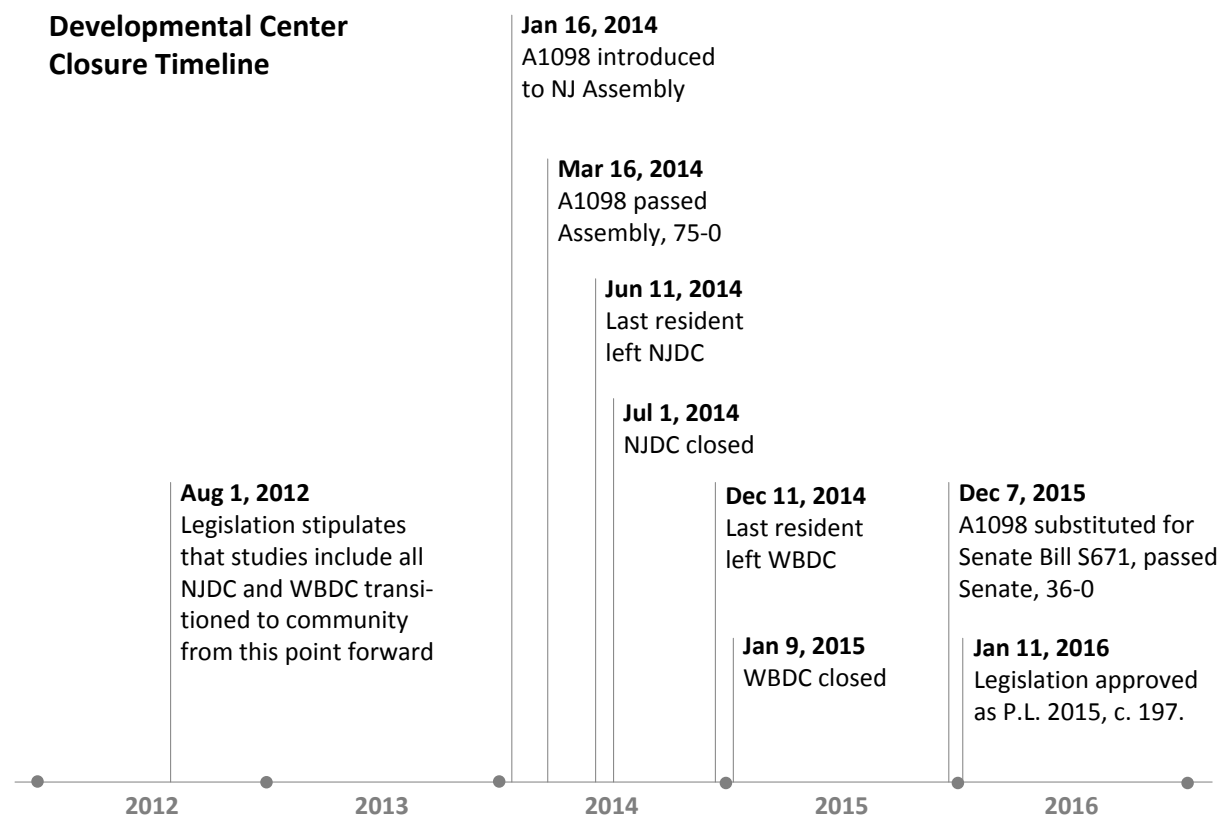 Developmental Center
Closure Timeline
Jan 16, 2014
A1098 introduced
to NJ Assembly
Mar 16, 2014
A1098 passed
Assembly, 75-0
Jun 11, 2014
Last resident
left NJDC
Jul 1, 2014
NJDC closed
Aug 1, 2012
Legislation stipulates
that studies include all
NJDC and WBDC transi-
tioned to community
from this point forward
Dec 11, 2014
Last resident
left WBDC
Jan 9, 2015
WBDC closed
Dec 7, 2015
A1098 substituted for
Senate Bill S671, passed
Senate, 36-0
Jan 11, 2016
Legislation approved
as P.L. 2015, c. 197.
2012 2013 2014 2015 2016